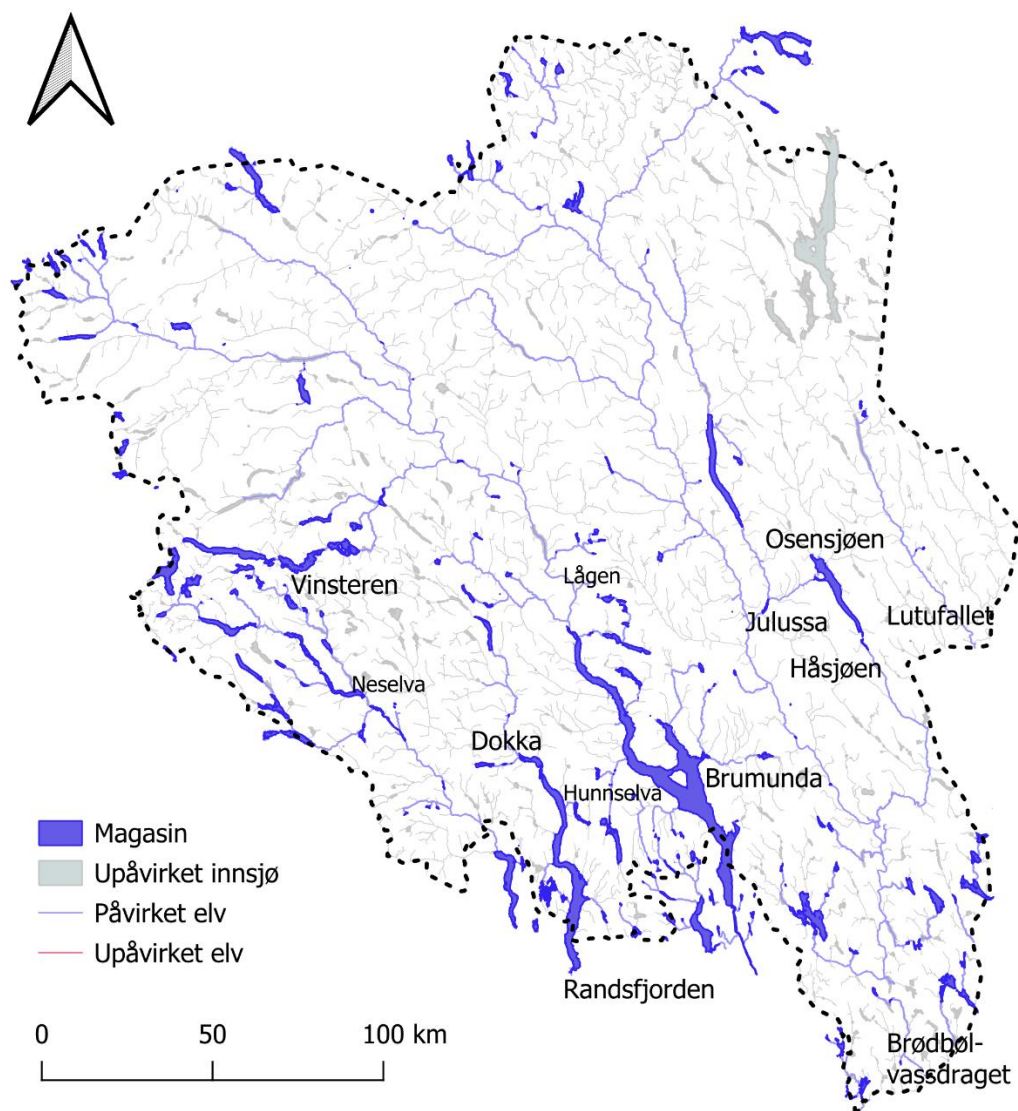 Osensjøen
Lågen
Vinsteren
Julussa
Lutufallet
Håsjøen
Neselva
Dokka
Brumunda
Hunnselva
Magasin
Upåvirket innsjø
Påvirket elv
Upåvirket elv
Randsfjorden
0 50 100 km
Brødbøl-
vassdraget